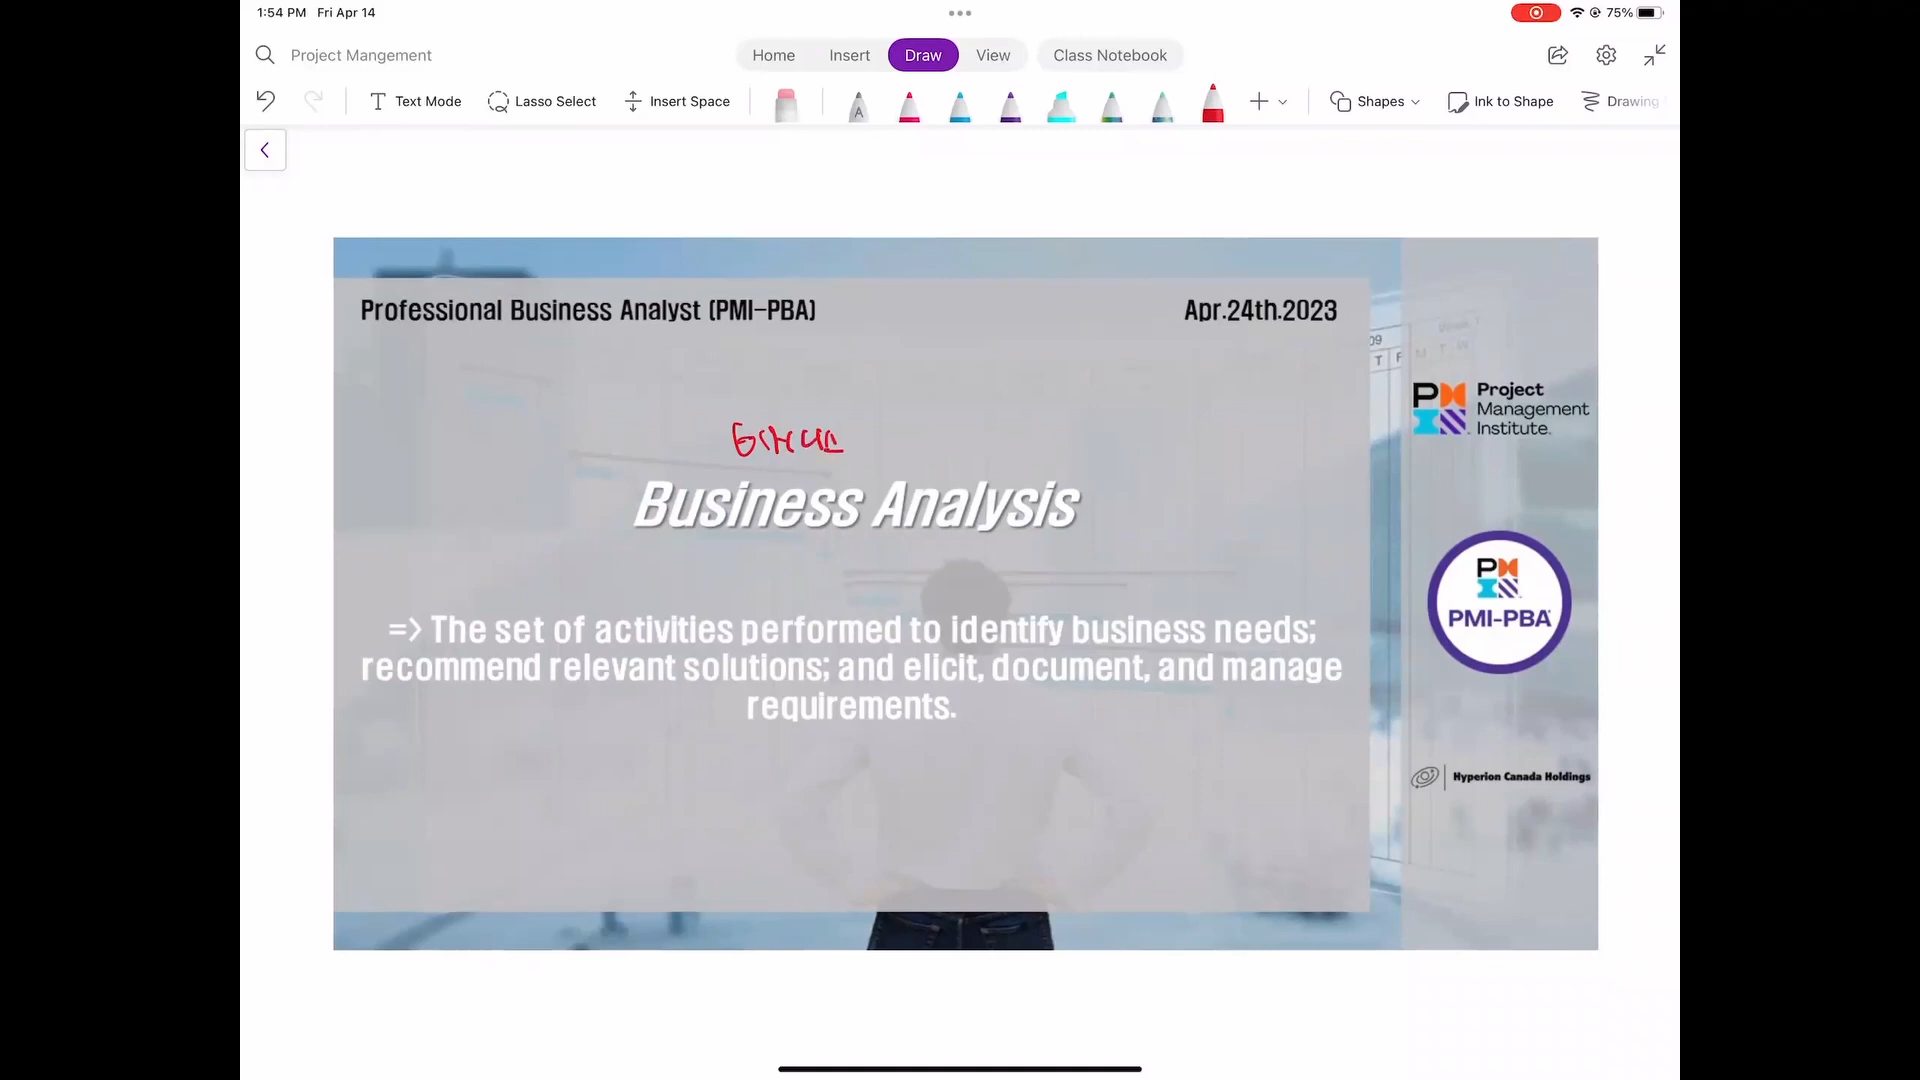 1:54 PM Fri Apr 14
75%
Project Mangement
Home Insert Draw View Class Notebook
Text Mode Lasso Select Insert Space A Shapes Ink to Shape Drawing
Professional Business Analyst (PMI-PBA) Apr.24th.2023
Business Analysis
=> The set of activities performed to identify business needs;
recommend relevant solutions; and elicit, document, and manage
requirements.
09
T F
M T W
Project
Management
Institute.
PMI-PBA
Hyperion Canada Holdings